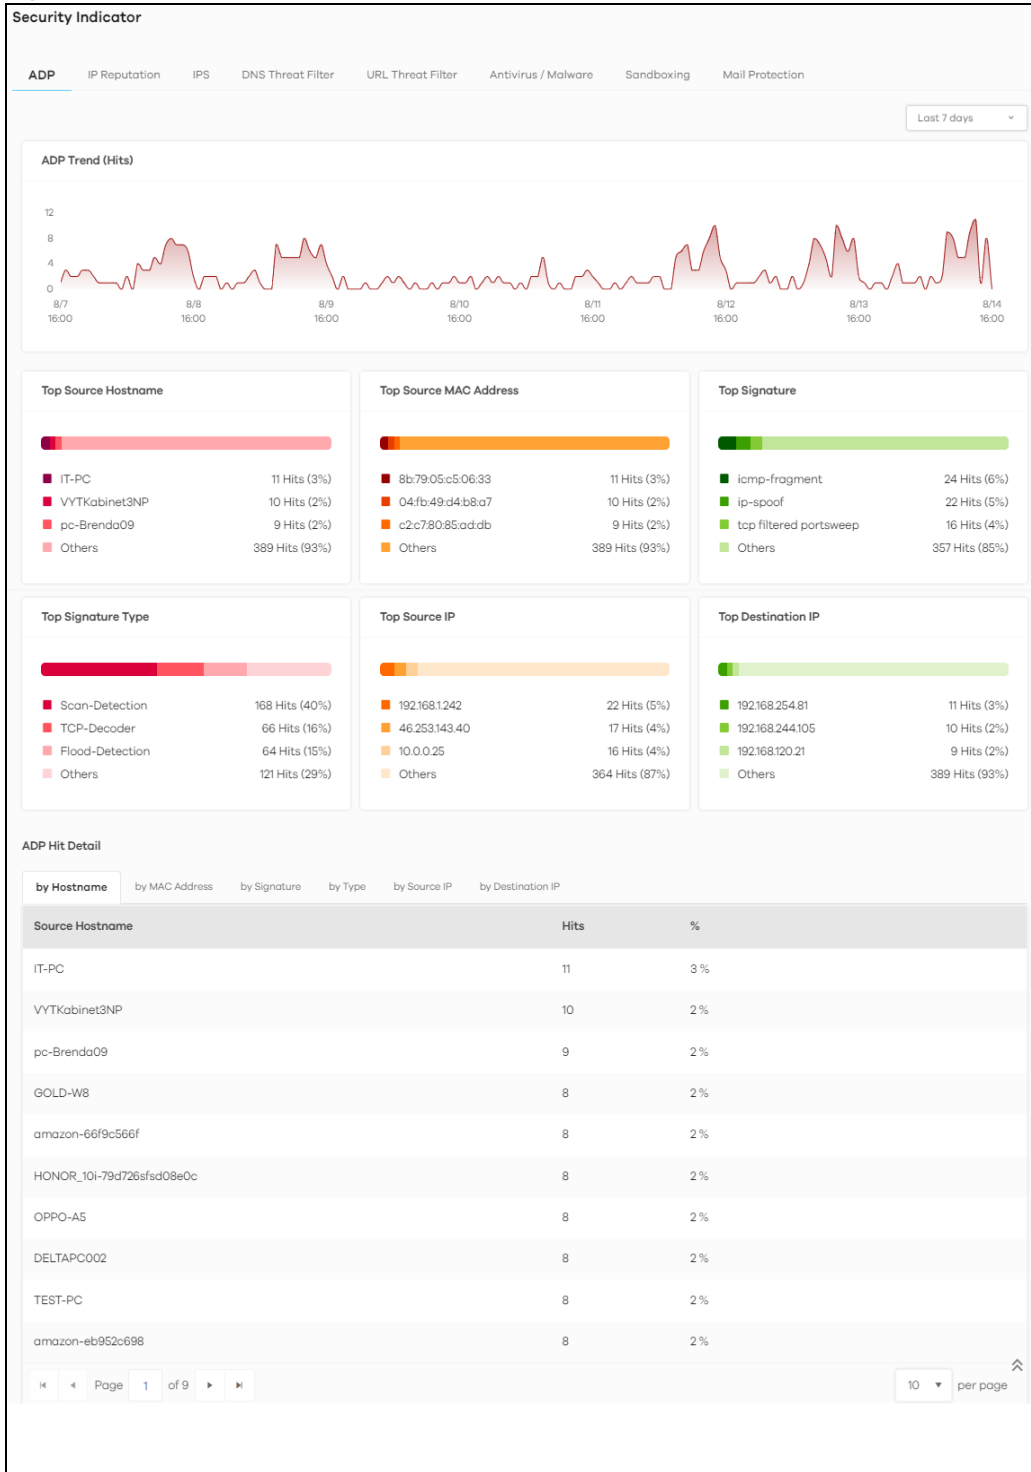 Security Indicator
ADP IP Reputation IPS DNS Threat Filter URL Threat Filter Antivirus / Malware Sandboxing Mail Protection
Last 7 days
ADP Trend (Hits)
12
8
4
0
8/7 8/8 8/9 8/10 8/11 8/12 8/13 8/14
16:00 16:00 16:00 16:00 16:00 16:00 16:00 16:00
Top Source Hostname
IT-PC 11 Hits (3%)
VYTKabinet3NP 10 Hits (2%)
pc-Brenda09 9 Hits (2%)
Others 389 Hits (93%)
Top Source MAC Address
8b:79:05:c5:06:33 11 Hits (3%)
04:fb:49:d4:b8:a7 10 Hits (2%)
c2:c7:80:85:ad:db 9 Hits (2%)
Others 389 Hits (93%)
Top Signature
icmp-fragment 24 Hits (6%)
ip-spoof 22 Hits (5%)
tcp filtered portsweep 16 Hits (4%)
Others 357 Hits (85%)
Top Signature Type
Scan-Detection 168 Hits (40%)
TCP-Decoder 66 Hits (16%)
Flood-Detection 64 Hits (15%)
Others 121 Hits (29%)
Top Source IP
192.168.1.242 22 Hits (5%)
46.253.143.40 17 Hits (4%)
10.0.0.25 16 Hits (4%)
Others 364 Hits (87%)
Top Destination IP
192.168.254.81 11 Hits (3%)
192.168.244.105 10 Hits (2%)
192.168.120.21 9 Hits (2%)
Others 389 Hits (93%)
ADP Hit Detail
by Hostname by MAC Address by Signature by Type by Source IP by Destination IP
Source Hostname Hits %
IT-PC 11 3 %
VYTKabinet3NP 10 2 %
pc-Brenda09 9 2 %
GOLD-W8 8 2 %
amazon-66f9c566f 8 2 %
HONOR_10i-79d726sfsd08e0c 8 2 %
OPPO-A5 8 2 %
DELTAPC002 8 2 %
TEST-PC 8 2 %
amazon-eb952c698 8 2 %
Page 1 of 9 10 per page